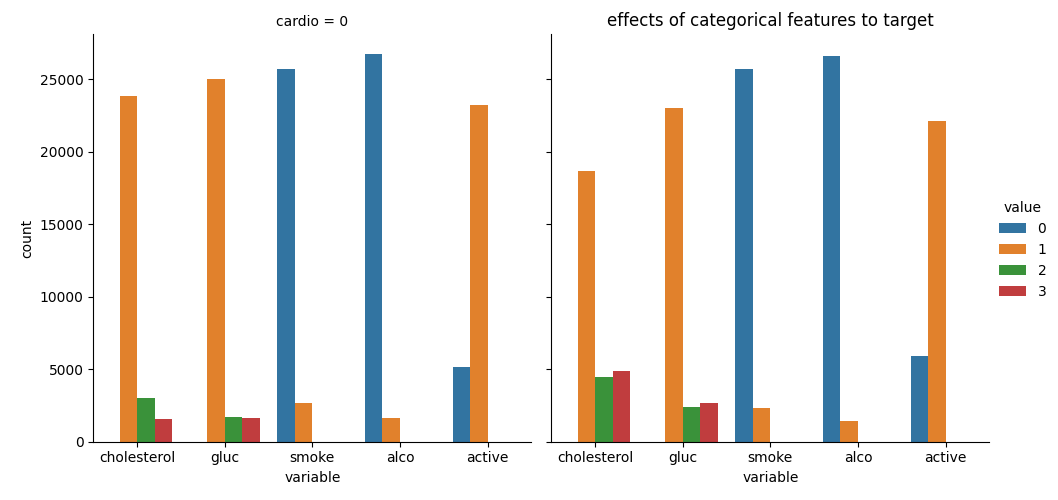 cardio = 0
effects of categorical features to target
count
25000
20000
15000
10000
5000
0
cholesterol gluc smoke alco active
variable
cholesterol gluc smoke alco active
variable
value
0
1
2
3